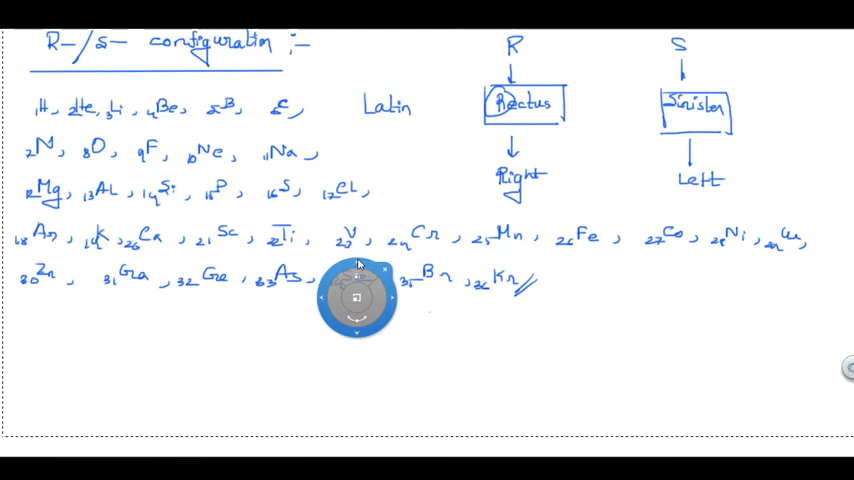 R-/S- configuration :-
R S
₁H, ₂He, ₃Li, ₄Be, ₅B, ₆C, Latin Rectus Sinister
₇N, ₈O, ₉F, ₁₀Ne, ₁₁Na,
Right Left
₁₂Mg, ₁₃Al, ₁₄Si, ₁₅P, ₁₆S, ₁₇Cl,
₁₈Ar, ₁₉K, ₂₀Ca, ₂₁Sc, ₂₂Ti, ₂₃V, ₂₄Cr, ₂₅Mn, ₂₆Fe, ₂₇Co, ₂₈Ni, ₂₉Cu,
₃₀Zn, ₃₁Ga, ₃₂Ge, ₃₃As, ₃₅Br, ₃₆Kr